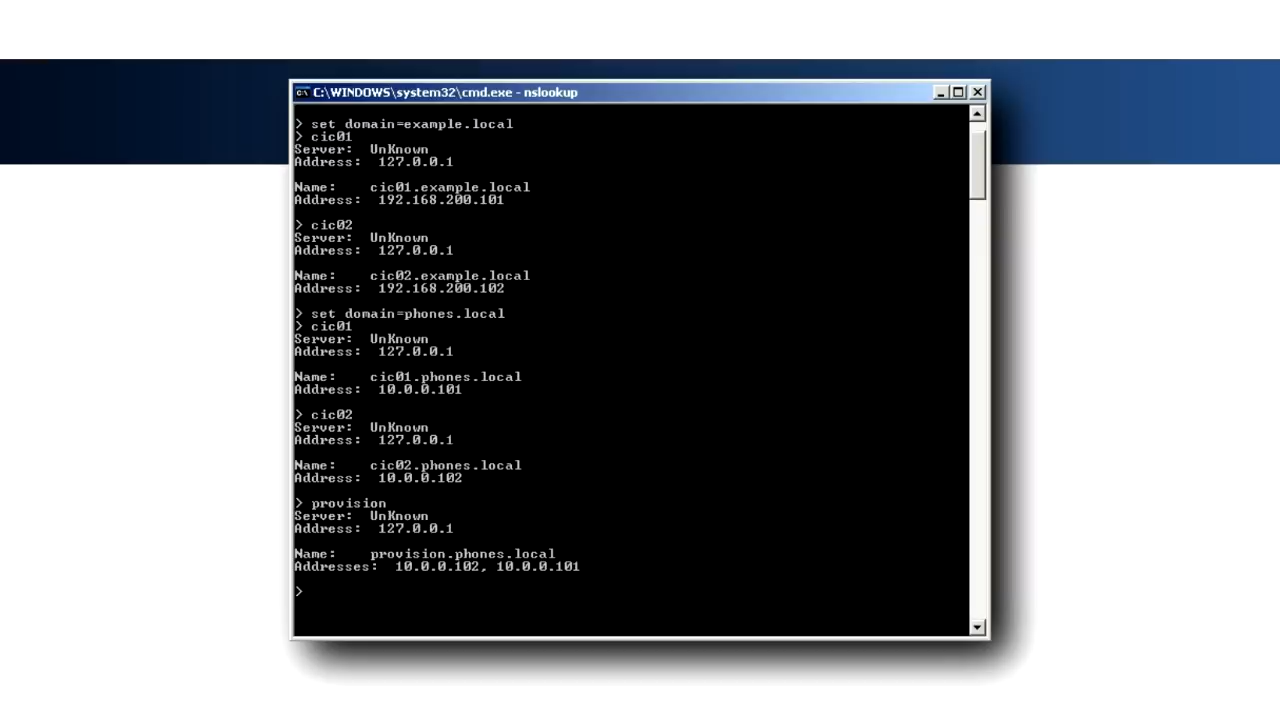 C:\WINDOWS\system32\cmd.exe - nslookup
> set domain=example.local
> cic01
Server:  UnKnown
Address:  127.0.0.1
Name:    cic01.example.local
Address:  192.168.200.101
> cic02
Server:  UnKnown
Address:  127.0.0.1
Name:    cic02.example.local
Address:  192.168.200.102
> set domain=phones.local
> cic01
Server:  UnKnown
Address:  127.0.0.1
Name:    cic01.phones.local
Address:  10.0.0.101
> cic02
Server:  UnKnown
Address:  127.0.0.1
Name:    cic02.phones.local
Address:  10.0.0.102
> provision
Server:  UnKnown
Address:  127.0.0.1
Name:    provision.phones.local
Addresses:  10.0.0.102, 10.0.0.101
>